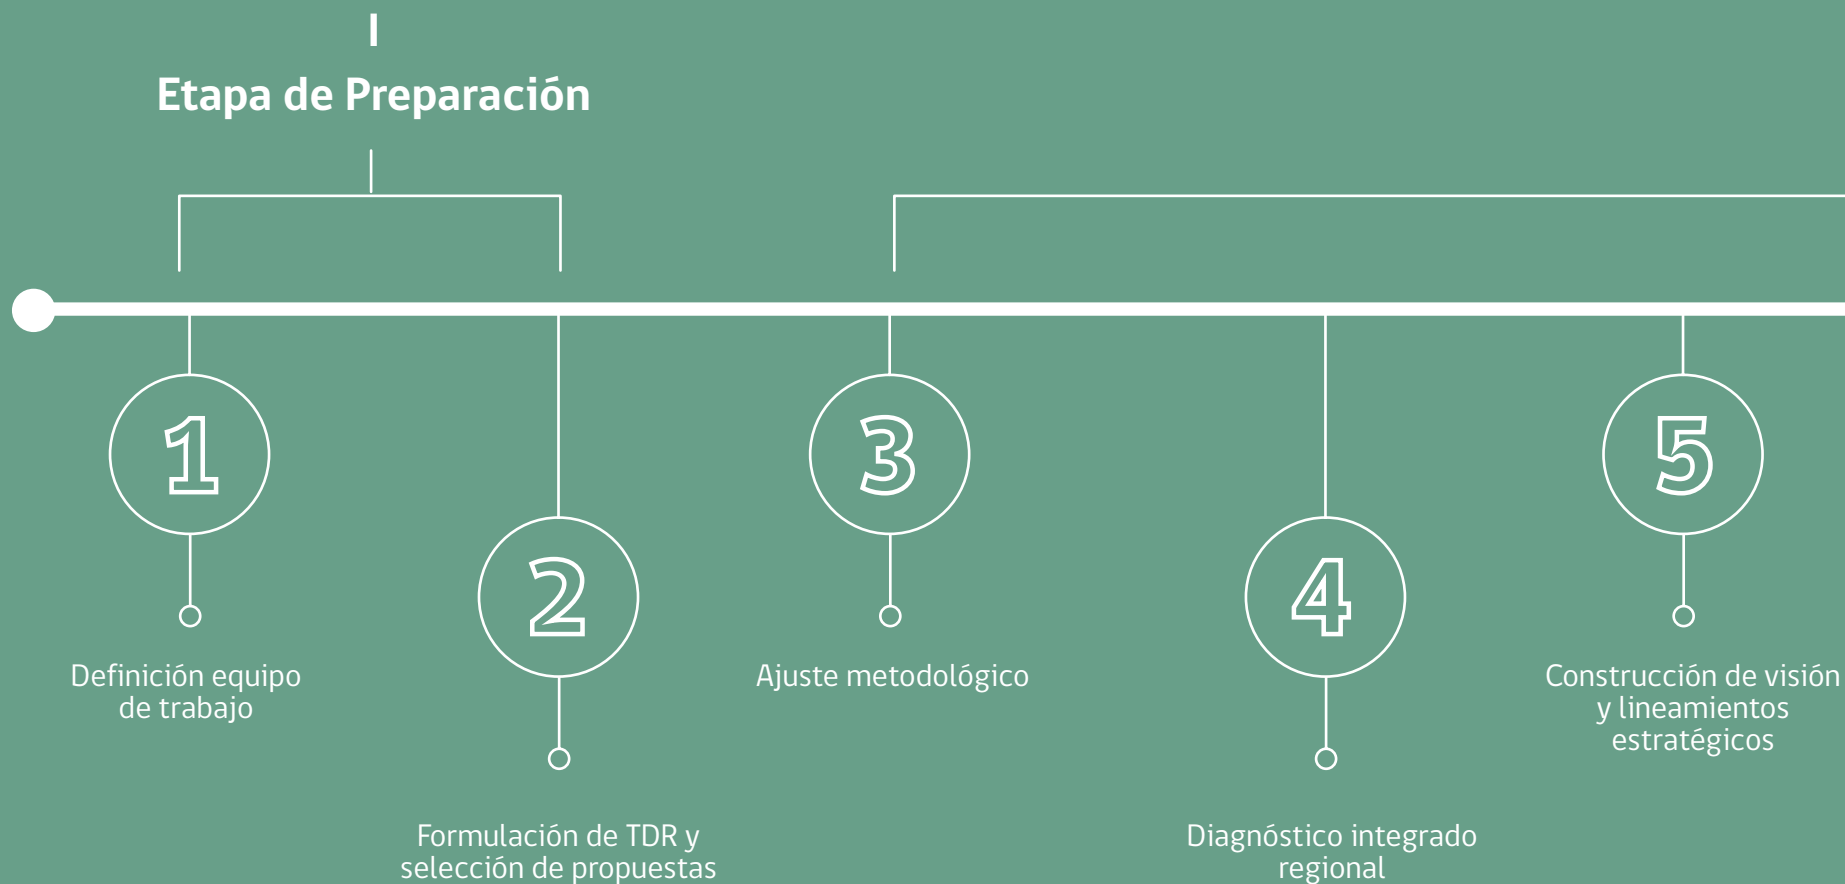 I
Etapa de Preparación
1
2
3
4
5
Definición equipo
de trabajo
Formulación de TDR y
selección de propuestas
Ajuste metodológico
Diagnóstico integrado
regional
Construcción de visión
y lineamientos
estratégicos